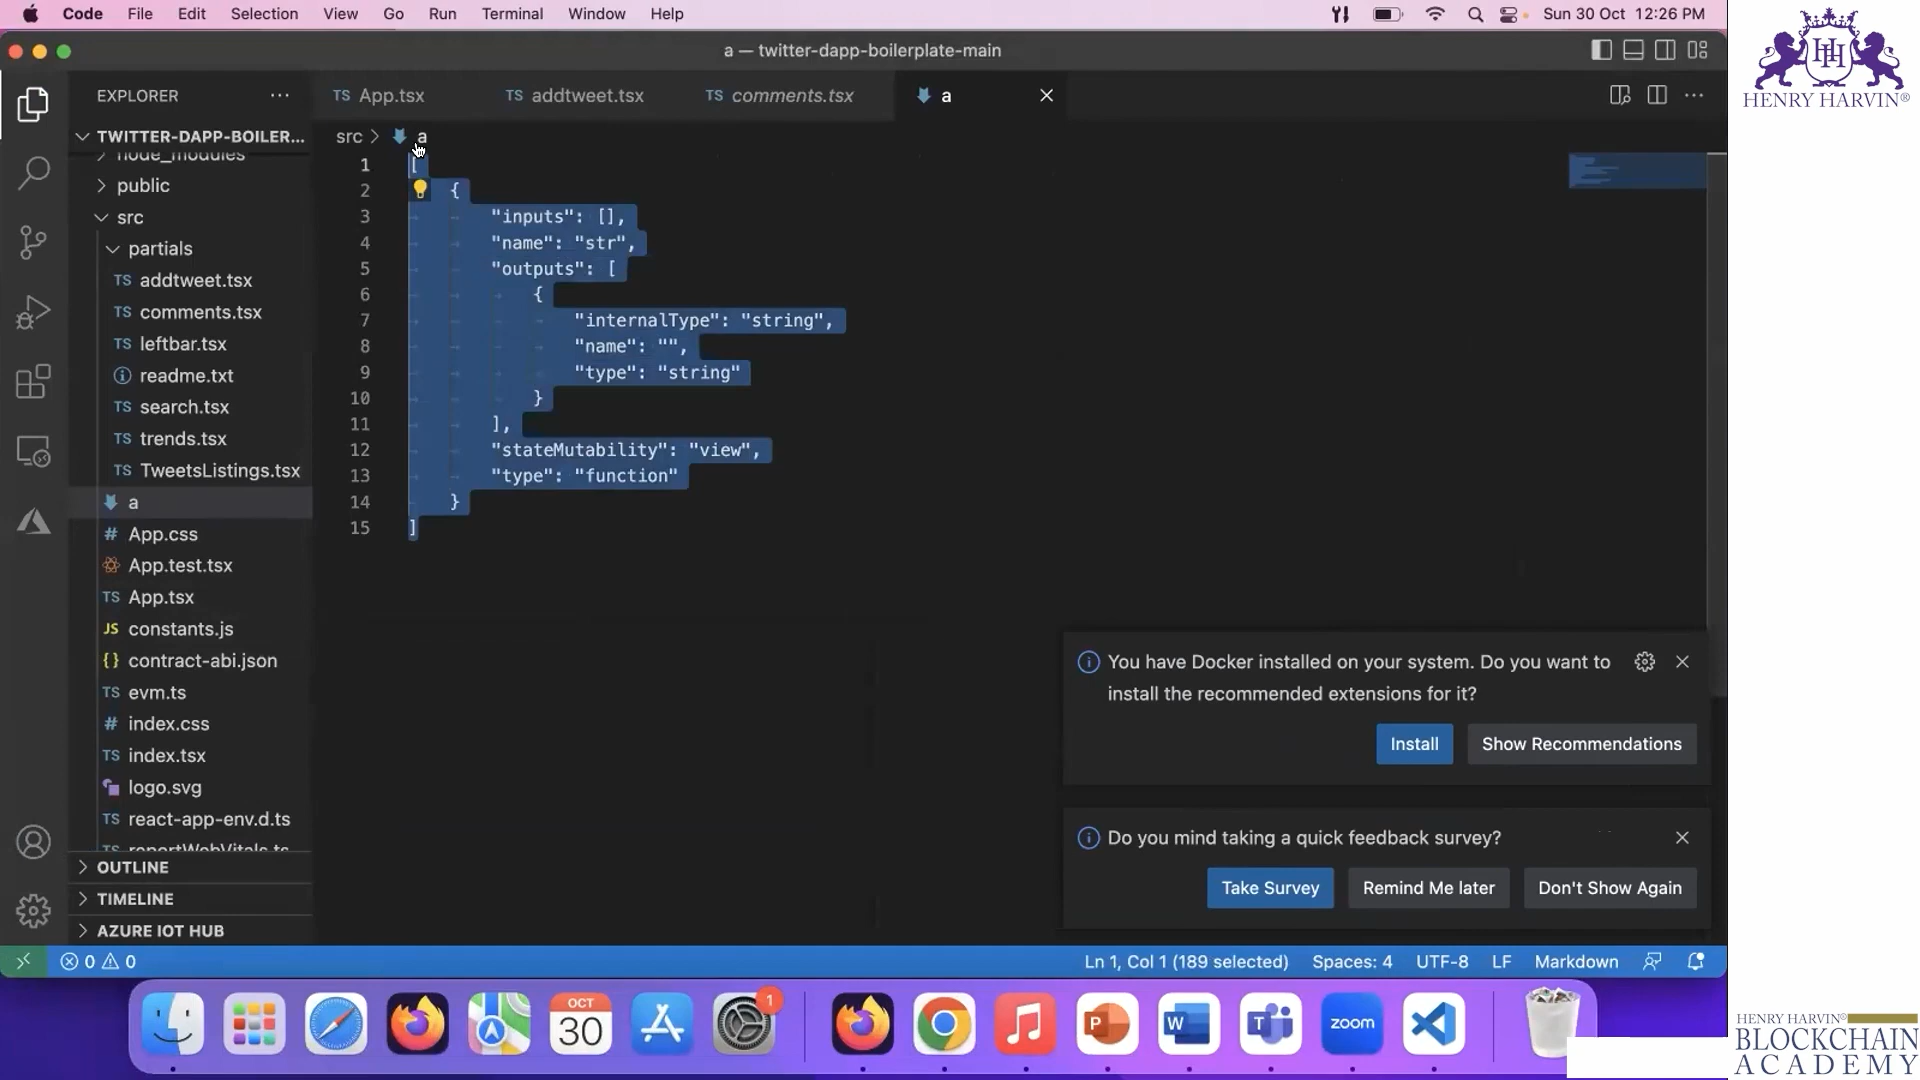 Code File Edit Selection View Go Run Terminal Window Help Sun 30 Oct 12:26 PM
a — twitter-dapp-boilerplate-main
EXPLORER
TS App.tsx TS addtweet.tsx TS comments.tsx a
TWITTER-DAPP-BOILER...
src > a
node_modules
public
src
partials
TS addtweet.tsx
TS comments.tsx
TS leftbar.tsx
readme.txt
TS search.tsx
TS trends.tsx
TS TweetsListings.tsx
a
# App.css
App.test.tsx
TS App.tsx
JS constants.js
{} contract-abi.json
TS evm.ts
# index.css
TS index.tsx
logo.svg
TS react-app-env.d.ts
TS reportWebVitals.ts
OUTLINE
TIMELINE
AZURE IOT HUB
1 [
2 {
3 "inputs": [],
4 "name": "str",
5 "outputs": [
6 {
7 "internalType": "string",
8 "name": "",
9 "type": "string"
10 }
11 ],
12 "stateMutability": "view",
13 "type": "function"
14 }
15 ]
You have Docker installed on your system. Do you want to
install the recommended extensions for it?
Install Show Recommendations
Do you mind taking a quick feedback survey?
Take Survey Remind Me later Don't Show Again
0 0 Ln 1, Col 1 (189 selected) Spaces: 4 UTF-8 LF Markdown
OCT
30
1
P
W
T
zoom
HH
HENRY HARVIN®
HENRY HARVIN®
BLOCKCHAIN
ACADEMY